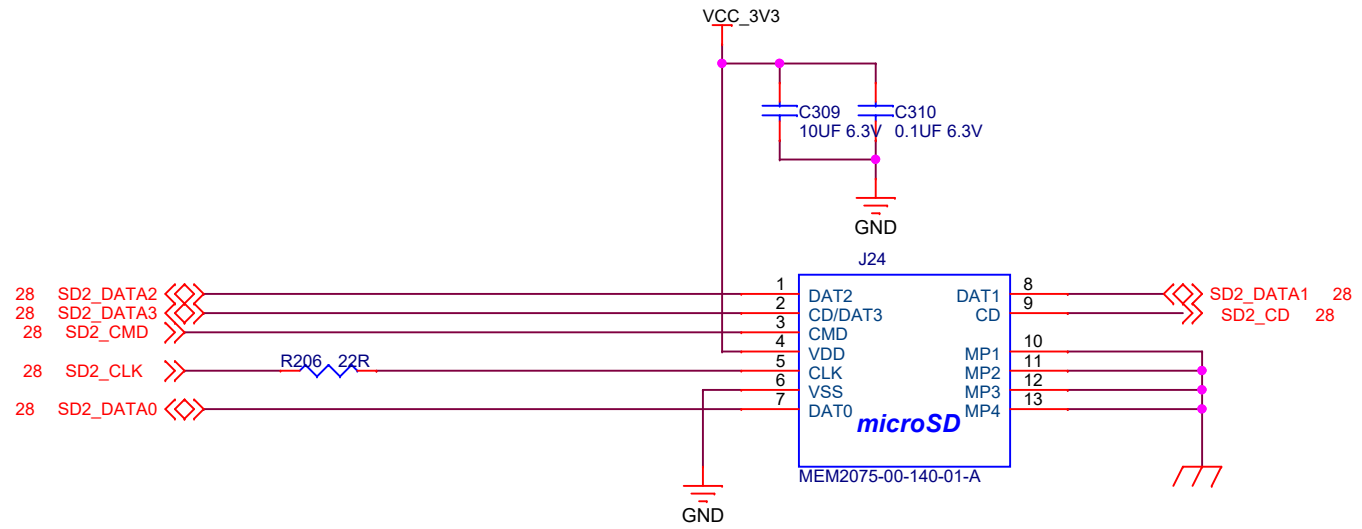 VCC_3V3
C309
10UF 6.3V
C310
0.1UF 6.3V
GND
J24
28 SD2_DATA2
28 SD2_DATA3
28 SD2_CMD
28 SD2_CLK
R206 22R
28 SD2_DATA0
1 DAT2
2 CD/DAT3
3 CMD
4 VDD
5 CLK
6 VSS
7 DAT0
DAT1 8
CD 9
MP1 10
MP2 11
MP3 12
MP4 13
microSD
MEM2075-00-140-01-A
SD2_DATA1 28
SD2_CD 28
GND